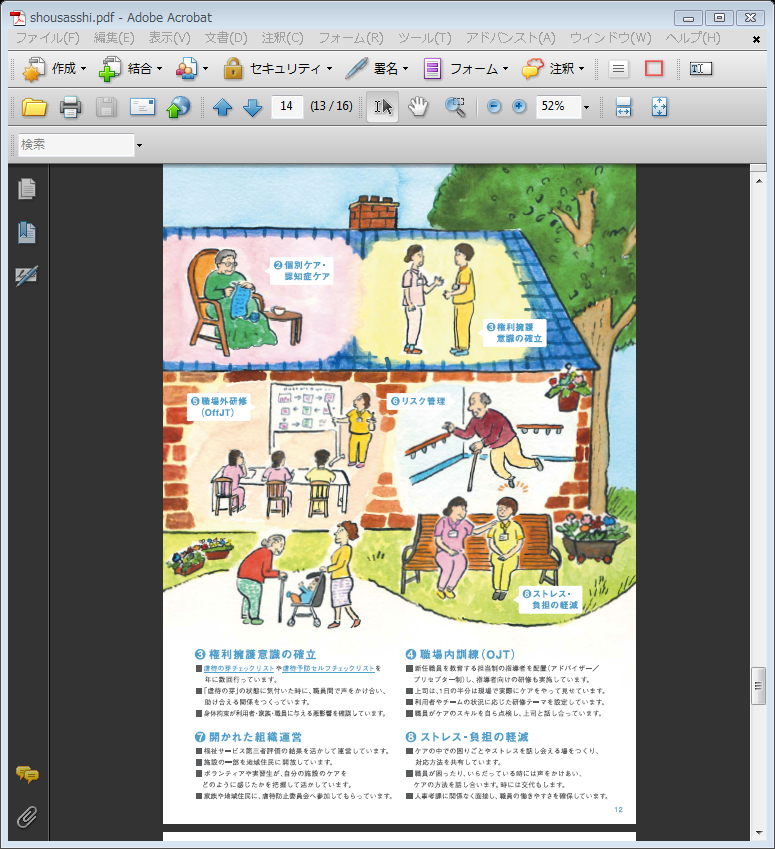 shousasshi.pdf - Adobe Acrobat
ファイル(F) 編集(E) 表示(V) 文書(D) 注釈(C) フォーム(R) ツール(T) アドバンスト(A) ウィンドウ(W) ヘルプ(H)
作成 結合 セキュリティ 署名 フォーム 注釈
14 (13 / 16) 52%
検索
❷個別ケア・
認知症ケア
❸権利擁護
意識の確立
❺職場外研修
(OffJT)
❻リスク管理
❽ストレス・
負担の軽減
❸ 権利擁護意識の確立
■虐待の芽チェックリストや虐待予防セルフチェックリストを
年に数回行っています。
■「虐待の芽」の状態に気付いた時に、職員間で声をかけ合い、
助け合える関係をつくっています。
■身体拘束が利用者・家族・職員に与える悪影響を確認しています。
❹ 職場内訓練(OJT)
■新任職員を教育する担当制の指導者を配置(アドバイザー/
プリセプター制)し、指導者向けの研修も実施しています。
■上司は、1日の半分は現場で実際にケアをやって見せています。
■利用者やチームの状況に応じた研修テーマを設定しています。
■職員がケアのスキルを自ら点検し、上司と話し合っています。
❼ 開かれた組織運営
■福祉サービス第三者評価の結果を活かして運営しています。
■施設の一部を地域住民に開放しています。
■ボランティアや実習生が、自分の施設のケアを
どのように感じたかを把握して活かしています。
■家族や地域住民に、虐待防止委員会へ参加してもらっています。
❽ ストレス・負担の軽減
■ケアの中での困りごとやストレスを話し合える場をつくり、
対応方法を共有しています。
■職員が困ったり、いらだっている時には声をかけあい、
ケアの方法を話し合います。時には交代もします。
■人事考課に関係なく面接し、職員の働きやすさを確保しています。
12